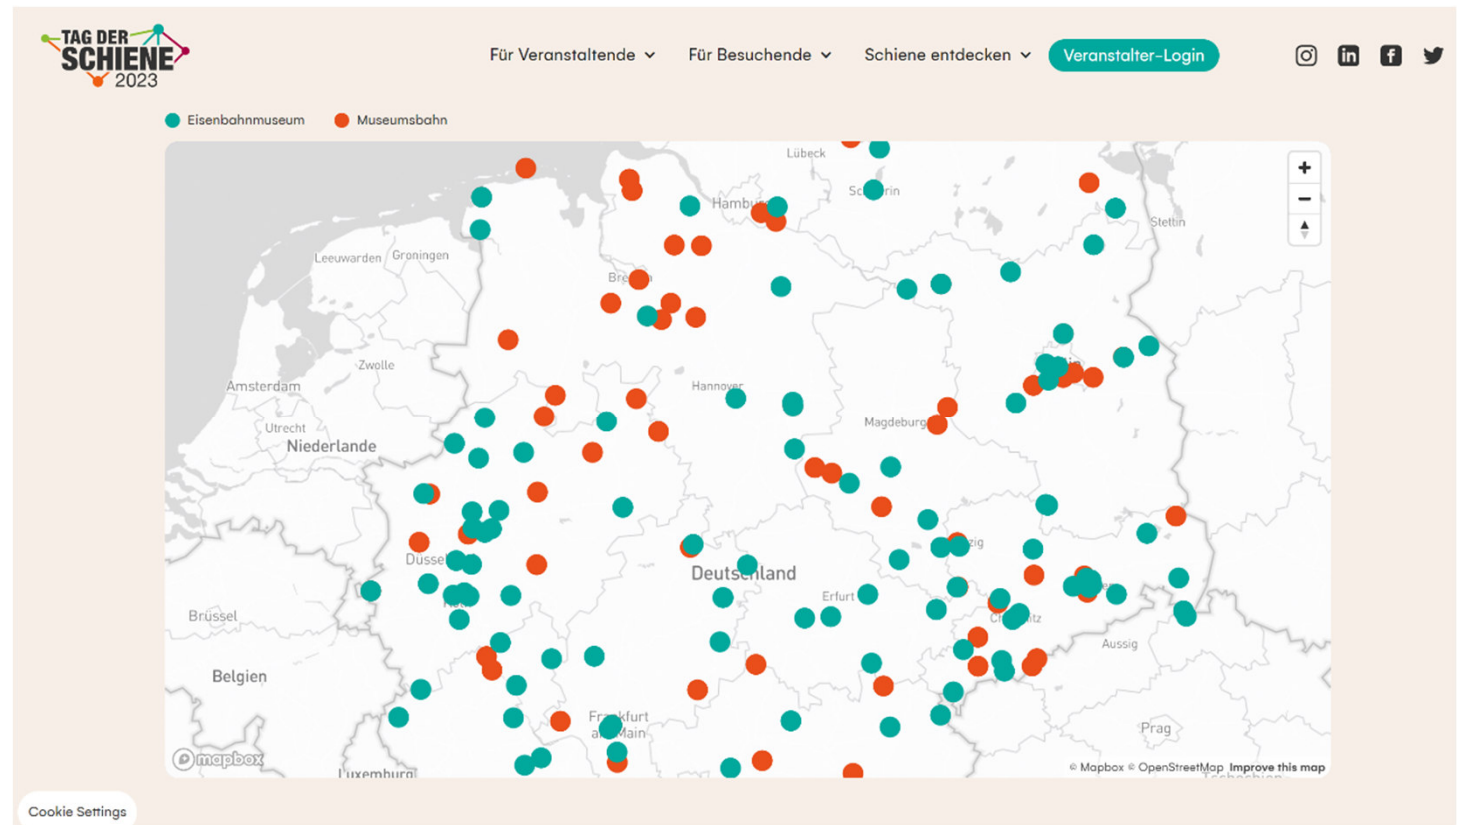 TAG DER
SCHIENE
2023
Für Veranstaltende
Für Besuchende
Schiene entdecken
Veranstalter-Login
Eisenbahnmuseum
Museumsbahn
Lübeck
Hamburg
Stettin
Leeuwarden
Groningen
Zwolle
Amsterdam
Hannover
Utrecht
Magdeburg
Niederlande
Deutschland
Erfurt
Brüssel
Aussig
Belgien
Frankfurt
am Main
Prag
mapbox
Luxemburg
© Mapbox © OpenStreetMap Improve this map
Tschechien
Cookie Settings